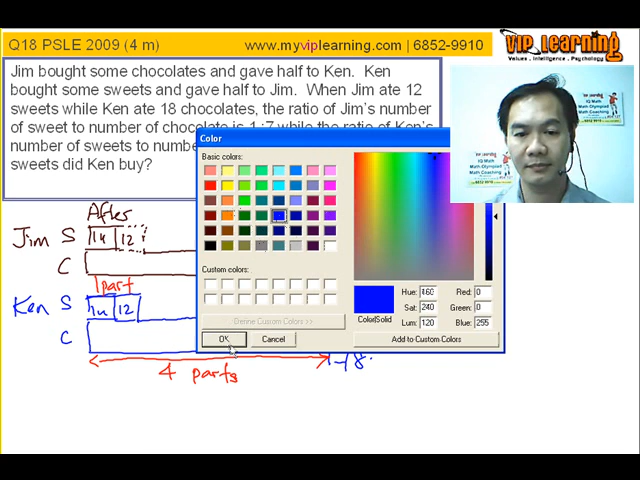 Q18 PSLE 2009 (4 m)
www.myviplearning.com | 6852-9910
VIP Learning
Values . Intelligence . Psychology
Jim bought some chocolates and gave half to Ken. Ken
bought some sweets and gave half to Jim. When Jim ate 12
sweets while Ken ate 18 chocolates, the ratio of Jim's number
of sweet to number of chocolate is 1 :7 while the ratio of Ken's
number of sweets to numbe
sweets did Ken buy?
Color
Basic colors:
Custom colors:
Define Custom Colors >>
OK
Cancel
Color|Solid
Hue: 160
Sat: 240
Lum: 120
Red: 0
Green: 0
Blue: 255
Add to Custom Colors
After
Jim S 1u 12
C
1part
Ken S 1u 12
C
4 parts
-18